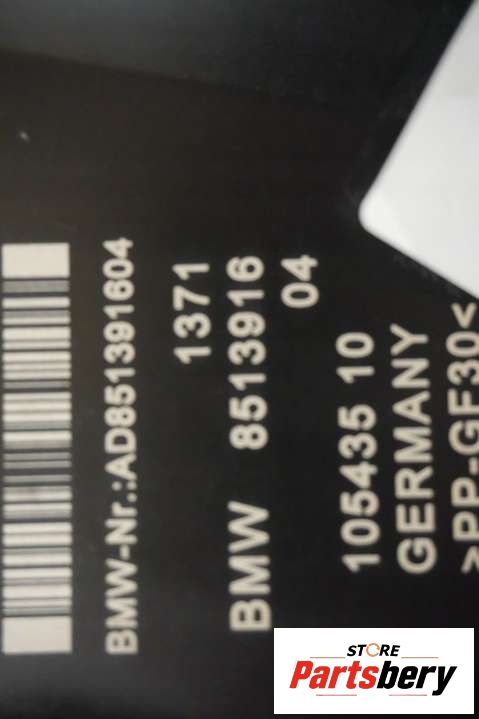 BMW-Nr.:AD851391604
1371
BMW 8513916
04
105435 10
GERMANY
>PP-GF30<
STORE
Partsbery